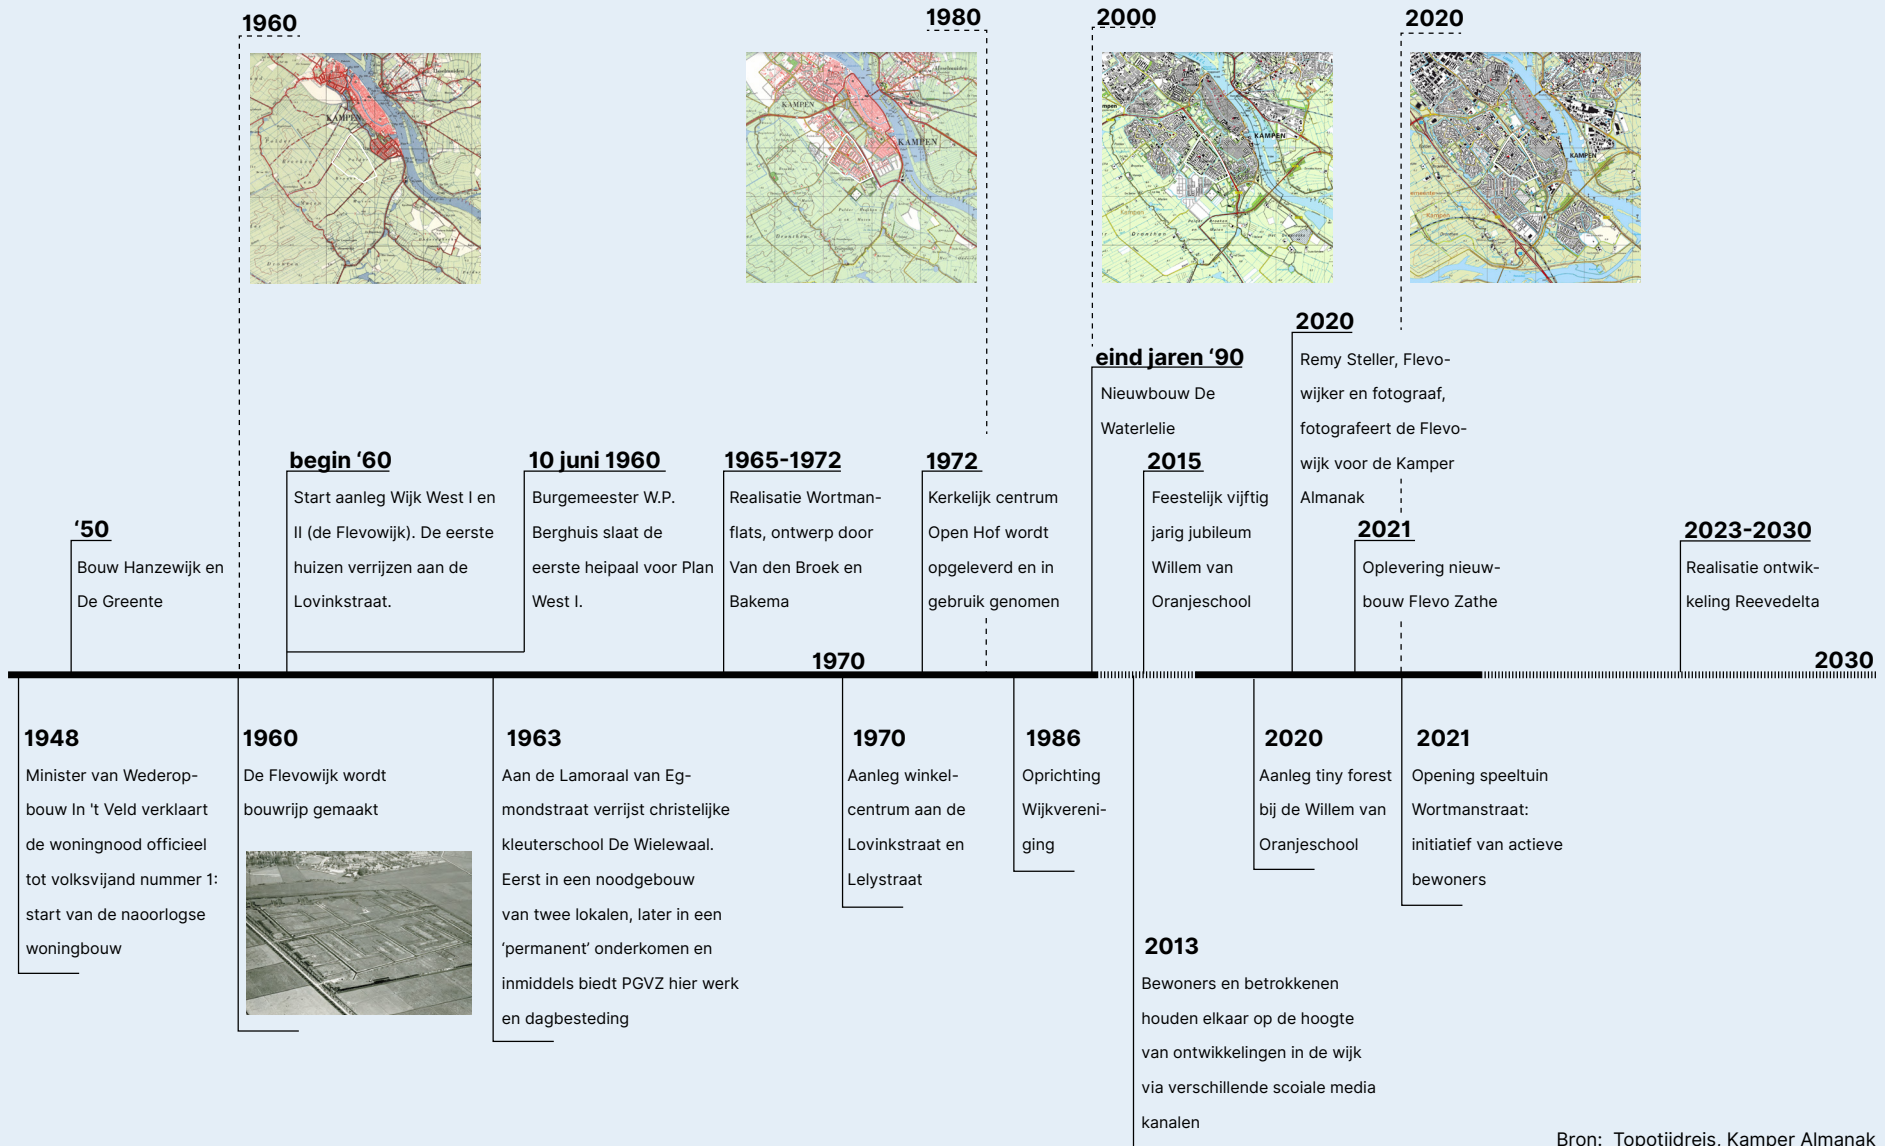 1960
1980
2000
2020
KAMPEN
KAMPEN
KAMPEN
KAMPEN
KAMPEN
‘50
Bouw Hanzewijk en
De Greente
begin ‘60
Start aanleg Wijk West I en
II (de Flevowijk). De eerste
huizen verrijzen aan de
Lovinkstraat.
10 juni 1960
Burgemeester W.P.
Berghuis slaat de
eerste heipaal voor Plan
West I.
1965-1972
Realisatie Wortman-
flats, ontwerp door
Van den Broek en
Bakema
1972
Kerkelijk centrum
Open Hof wordt
opgeleverd en in
gebruik genomen
eind jaren ‘90
Nieuwbouw De
Waterlelie
2015
Feestelijk vijftig
jarig jubileum
Willem van
Oranjeschool
2020
Remy Steller, Flevo-
wijker en fotograaf,
fotografeert de Flevo-
wijk voor de Kamper
Almanak
2021
Oplevering nieuw-
bouw Flevo Zathe
2023-2030
Realisatie ontwik-
keling Reevedelta
1970
2030
1948
Minister van Wederop-
bouw In 't Veld verklaart
de woningnood officieel
tot volksvijand nummer 1:
start van de naoorlogse
woningbouw
1960
De Flevowijk wordt
bouwrijp gemaakt
1963
Aan de Lamoraal van Eg-
mondstraat verrijst christelijke
kleuterschool De Wielewaal.
Eerst in een noodgebouw
van twee lokalen, later in een
‘permanent’ onderkomen en
inmiddels biedt PGVZ hier werk
en dagbesteding
1970
Aanleg winkel-
centrum aan de
Lovinkstraat en
Lelystraat
1986
Oprichting
Wijkvereni-
ging
2013
Bewoners en betrokkenen
houden elkaar op de hoogte
van ontwikkelingen in de wijk
via verschillende scoiale media
kanalen
2020
Aanleg tiny forest
bij de Willem van
Oranjeschool
2021
Opening speeltuin
Wortmanstraat:
initiatief van actieve
bewoners
Bron: Topotijdreis, Kamper Almanak